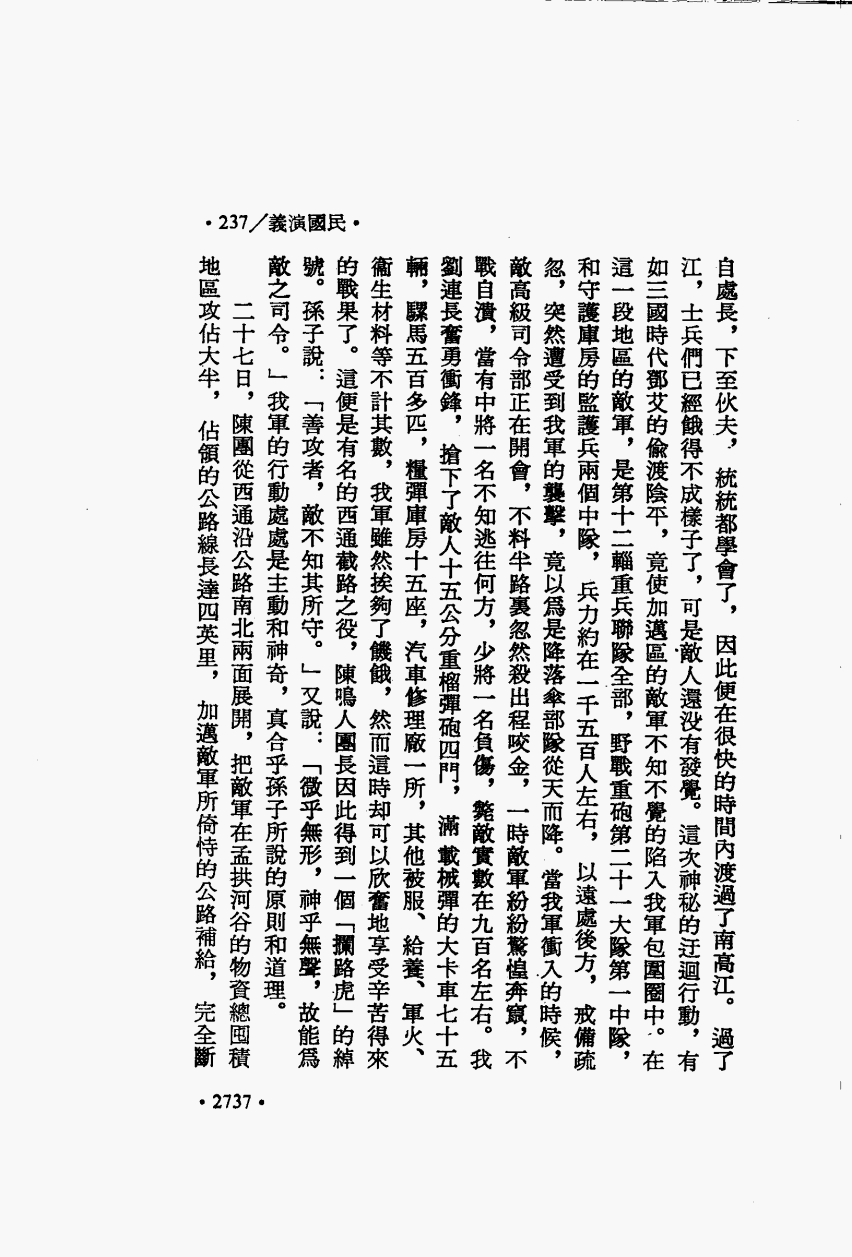 •237／義演國民•
自處長，下至伙夫，統統都學會了，因此便在很快的時間內渡過了南高江。過了
江，士兵們已經餓得不成樣子了，可是敵人還沒有發覺。這次神秘的迂迴行動，有
如三國時代鄧艾的偷渡陰平，竟使加邁區的敵軍不知不覺的陷入我軍包圍圈中。在
這一段地區的敵軍，是第十二輜重兵聯隊全部，野戰重砲第二十一大隊第一中隊，
和守護庫房的監護兵兩個中隊，兵力約在一千五百人左右，以遠處後方，戒備疏
忽，突然遭受到我軍的襲擊，竟以爲是降落傘部隊從天而降。當我軍衝入的時候，
敵高級司令部正在開會，不料半路裏忽然殺出程咬金，一時敵軍紛紛驚惶奔竄，不
戰自潰，當有中將一名不知逃往何方，少將一名負傷，斃敵實數在九百名左右。我
劉連長奮勇衝鋒，搶下了敵人十五公分重榴彈砲四門，滿載械彈的大卡車七十五
輛，騾馬五百多匹，糧彈庫房十五座，汽車修理廠一所，其他被服、給養、軍火、
衞生材料等不計其數，我軍雖然挨夠了饑餓，然而這時却可以欣奮地享受辛苦得來
的戰果了。這便是有名的西通截路之役，陳鳴人團長因此得到一個「攔路虎」的綽
號。孫子說：「善攻者，敵不知其所守。」又說：「微乎無形，神乎無聲，故能爲
敵之司令。」我軍的行動處處是主動和神奇，真合乎孫子所說的原則和道理。
二十七日，陳團從西通沿公路南北兩面展開，把敵軍在孟拱河谷的物資總囤積
地區攻佔大半，佔領的公路線長達四英里，加邁敵軍所倚恃的公路補給，完全斷
•2737•